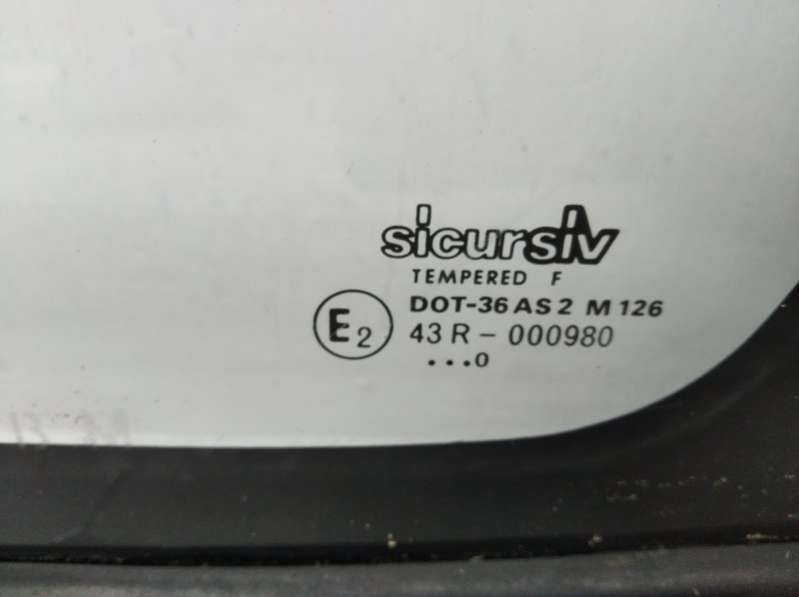 sicursiv
TEMPERED F
DOT-36 AS 2 M 126
E2
43 R - 000980
...0